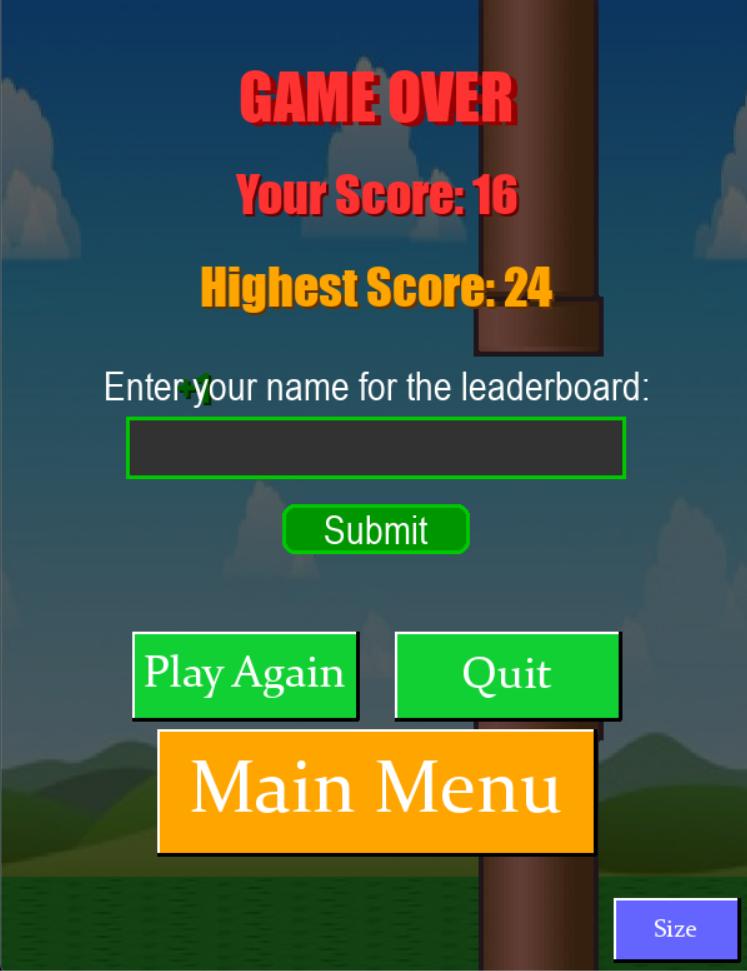 GAME OVER
Your Score: 16
Highest Score: 24
Enter your name for the leaderboard:
+1
Submit
Play Again
Quit
Main Menu
Size